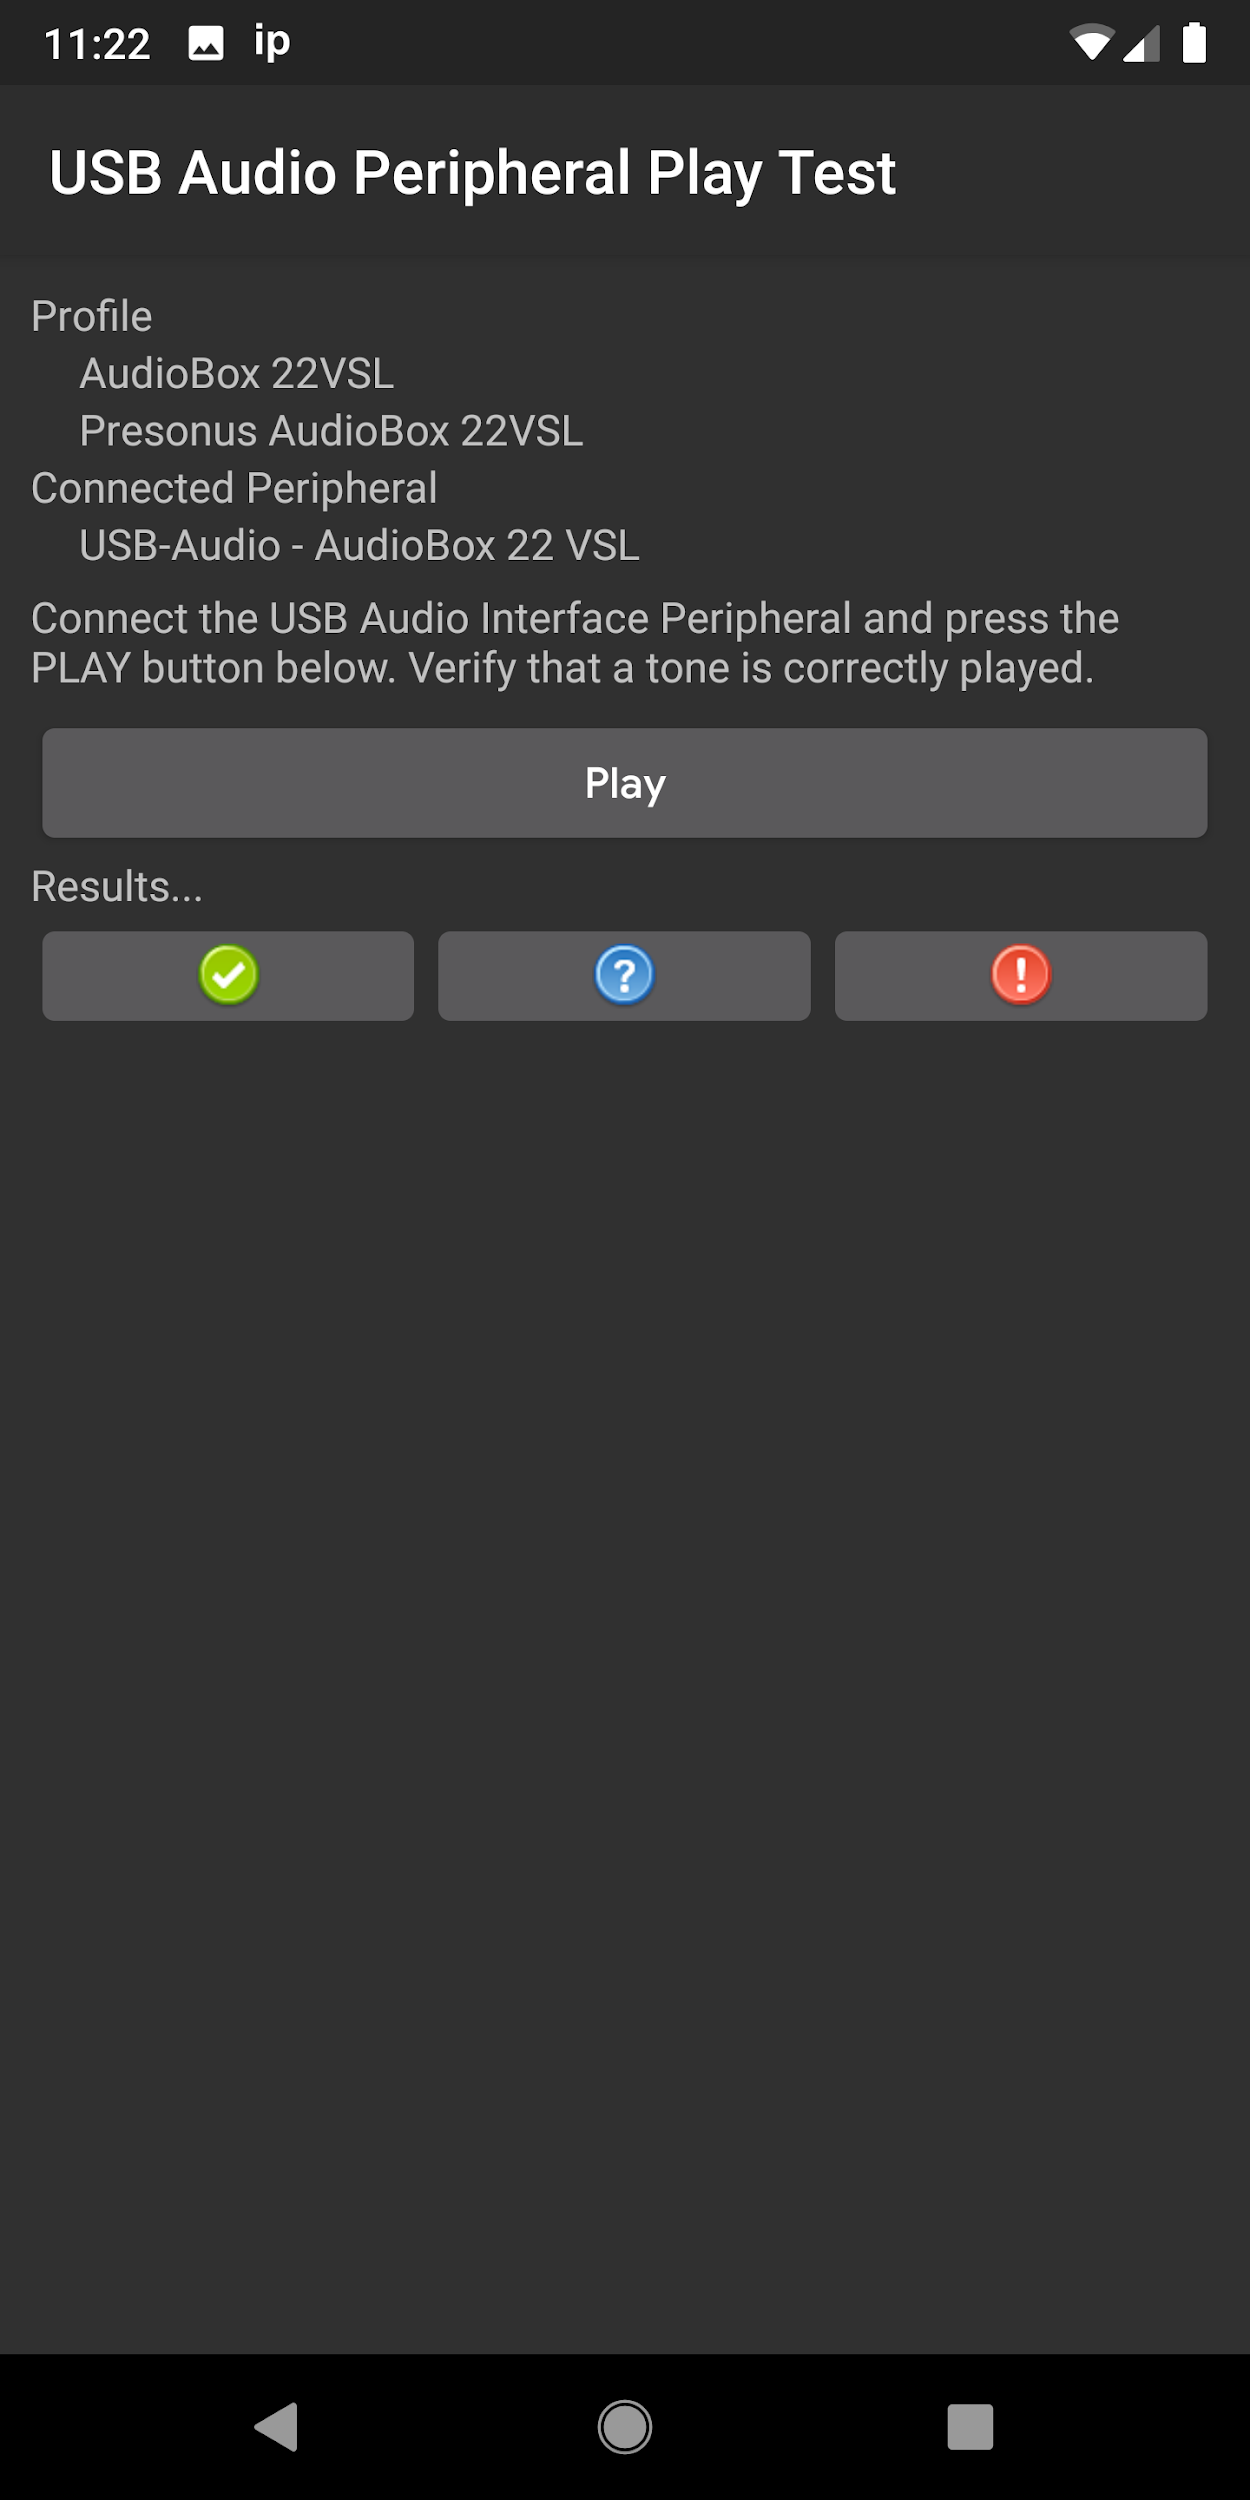 11:22 ip
USB Audio Peripheral Play Test
Profile
AudioBox 22VSL
Presonus AudioBox 22VSL
Connected Peripheral
USB-Audio - AudioBox 22 VSL
Connect the USB Audio Interface Peripheral and press the
PLAY button below. Verify that a tone is correctly played.
Play
Results...